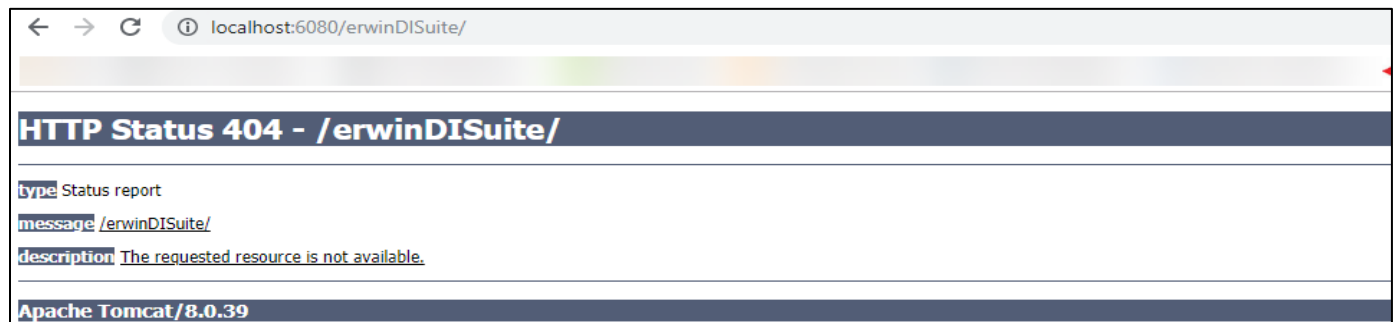 localhost:6080/erwinDISuite/
HTTP Status 404 - /erwinDISuite/
type Status report
message /erwinDISuite/
description The requested resource is not available.
Apache Tomcat/8.0.39